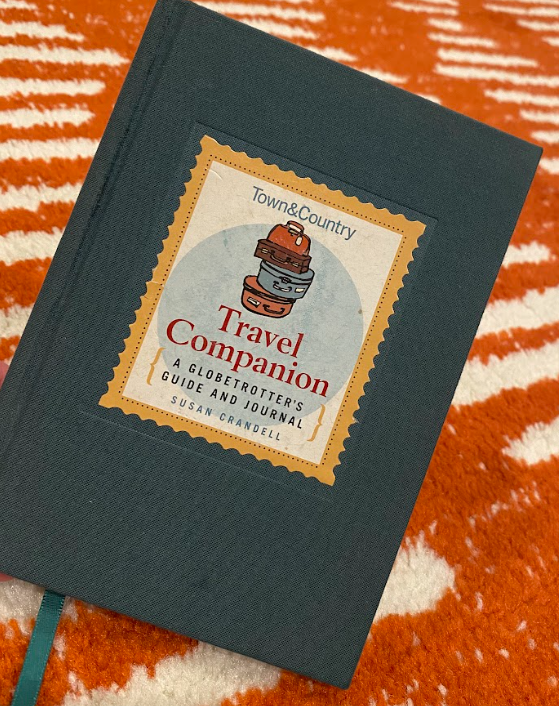 Town&Country
Travel
Companion
A GLOBETROTTER'S
GUIDE AND JOURNAL
SUSAN CRANDELL